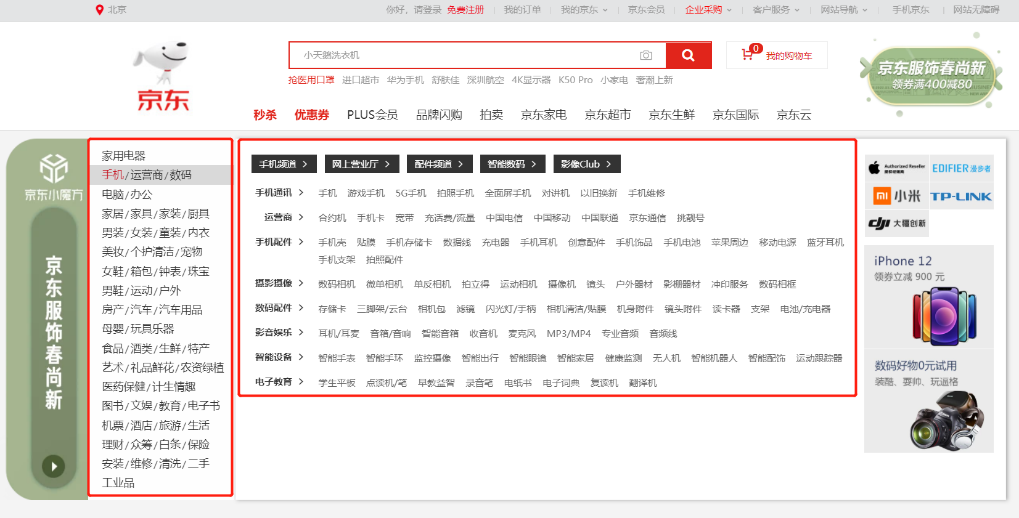 北京
你好，请登录 免费注册 我的订单 我的京东 京东会员 企业采购 客户服务 网站导航 手机京东 网站无障碍
小天鹅洗衣机
我的购物车
0
抢医用口罩 进口超市 华为手机 舒肤佳 深圳航空 4K显示器 K50 Pro 小家电 奢潮上新
京东
京东服饰春尚新
领券满400减80
秒杀 优惠券 PLUS会员 品牌闪购 拍卖 京东家电 京东超市 京东生鲜 京东国际 京东云
京东小魔方
京东服饰春尚新
家用电器
手机/运营商/数码
电脑/办公
家居/家具/家装/厨具
男装/女装/童装/内衣
美妆/个护清洁/宠物
女鞋/箱包/钟表/珠宝
男鞋/运动/户外
房产/汽车/汽车用品
母婴/玩具乐器
食品/酒类/生鲜/特产
艺术/礼品鲜花/农资绿植
医药保健/计生情趣
图书/文娱/教育/电子书
机票/酒店/旅游/生活
理财/众筹/白条/保险
安装/维修/清洗/二手
工业品
手机频道 网上营业厅 配件频道 智能数码 影像Club
手机通讯 手机 游戏手机 5G手机 拍照手机 全面屏手机 对讲机 以旧换新 手机维修
运营商 合约机 手机卡 宽带 充话费/流量 中国电信 中国移动 中国联通 京东通信 挑靓号
手机配件 手机壳 贴膜 手机存储卡 数据线 充电器 手机耳机 创意配件 手机饰品 手机电池 苹果周边 移动电源 蓝牙耳机
手机支架 拍照配件
摄影摄像 数码相机 微单相机 单反相机 拍立得 运动相机 摄像机 镜头 户外器材 影棚器材 冲印服务 数码相框
数码配件 存储卡 三脚架/云台 相机包 滤镜 闪光灯/手柄 相机清洁/贴膜 机身附件 镜头附件 读卡器 支架 电池/充电器
影音娱乐 耳机/耳麦 音箱/音响 智能音箱 收音机 麦克风 MP3/MP4 专业音频 音频线
智能设备 智能手表 智能手环 监控摄像 智能出行 智能眼镜 智能家居 健康监测 无人机 智能机器人 智能配饰 运动跟踪器
电子教育 学生平板 点读机/笔 早教益智 录音笔 电纸书 电子词典 复读机 翻译机
Authorized Reseller
EDIFIER 漫步者
小米
TP-LINK
dji 大疆创新
iPhone 12
领券立减 900 元
数码好物0元试用
装酷、耍帅、玩逼格